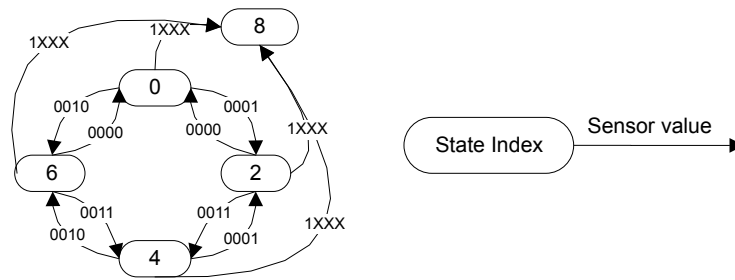 8
1XXX
1XXX
0
0010
0001
0000
0000
1XXX
6
2
0011
0011
0010
0001
1XXX
4
State Index
Sensor value